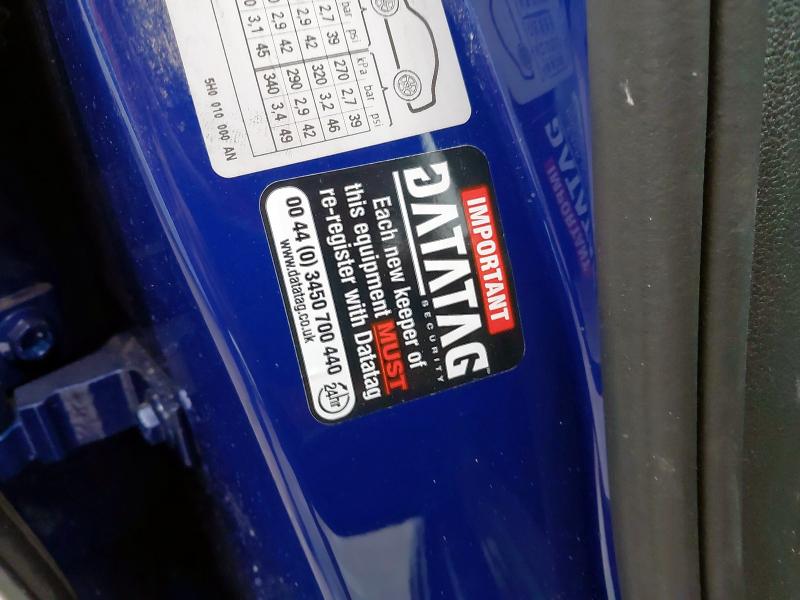 bar psi kPa bar psi
2,7 39 270 2,7 39
2,9 42 320 3,2 46
2,9 42 290 2,9 42
3,1 45 340 3,4 49
5H0 010 000 AN
IMPORTANT
DATATAG
SECURITY
Each new keeper of
this equipment MUST
re-register with Datatag
00 44 (0) 3450 700 440 24hr
www.datatag.co.uk